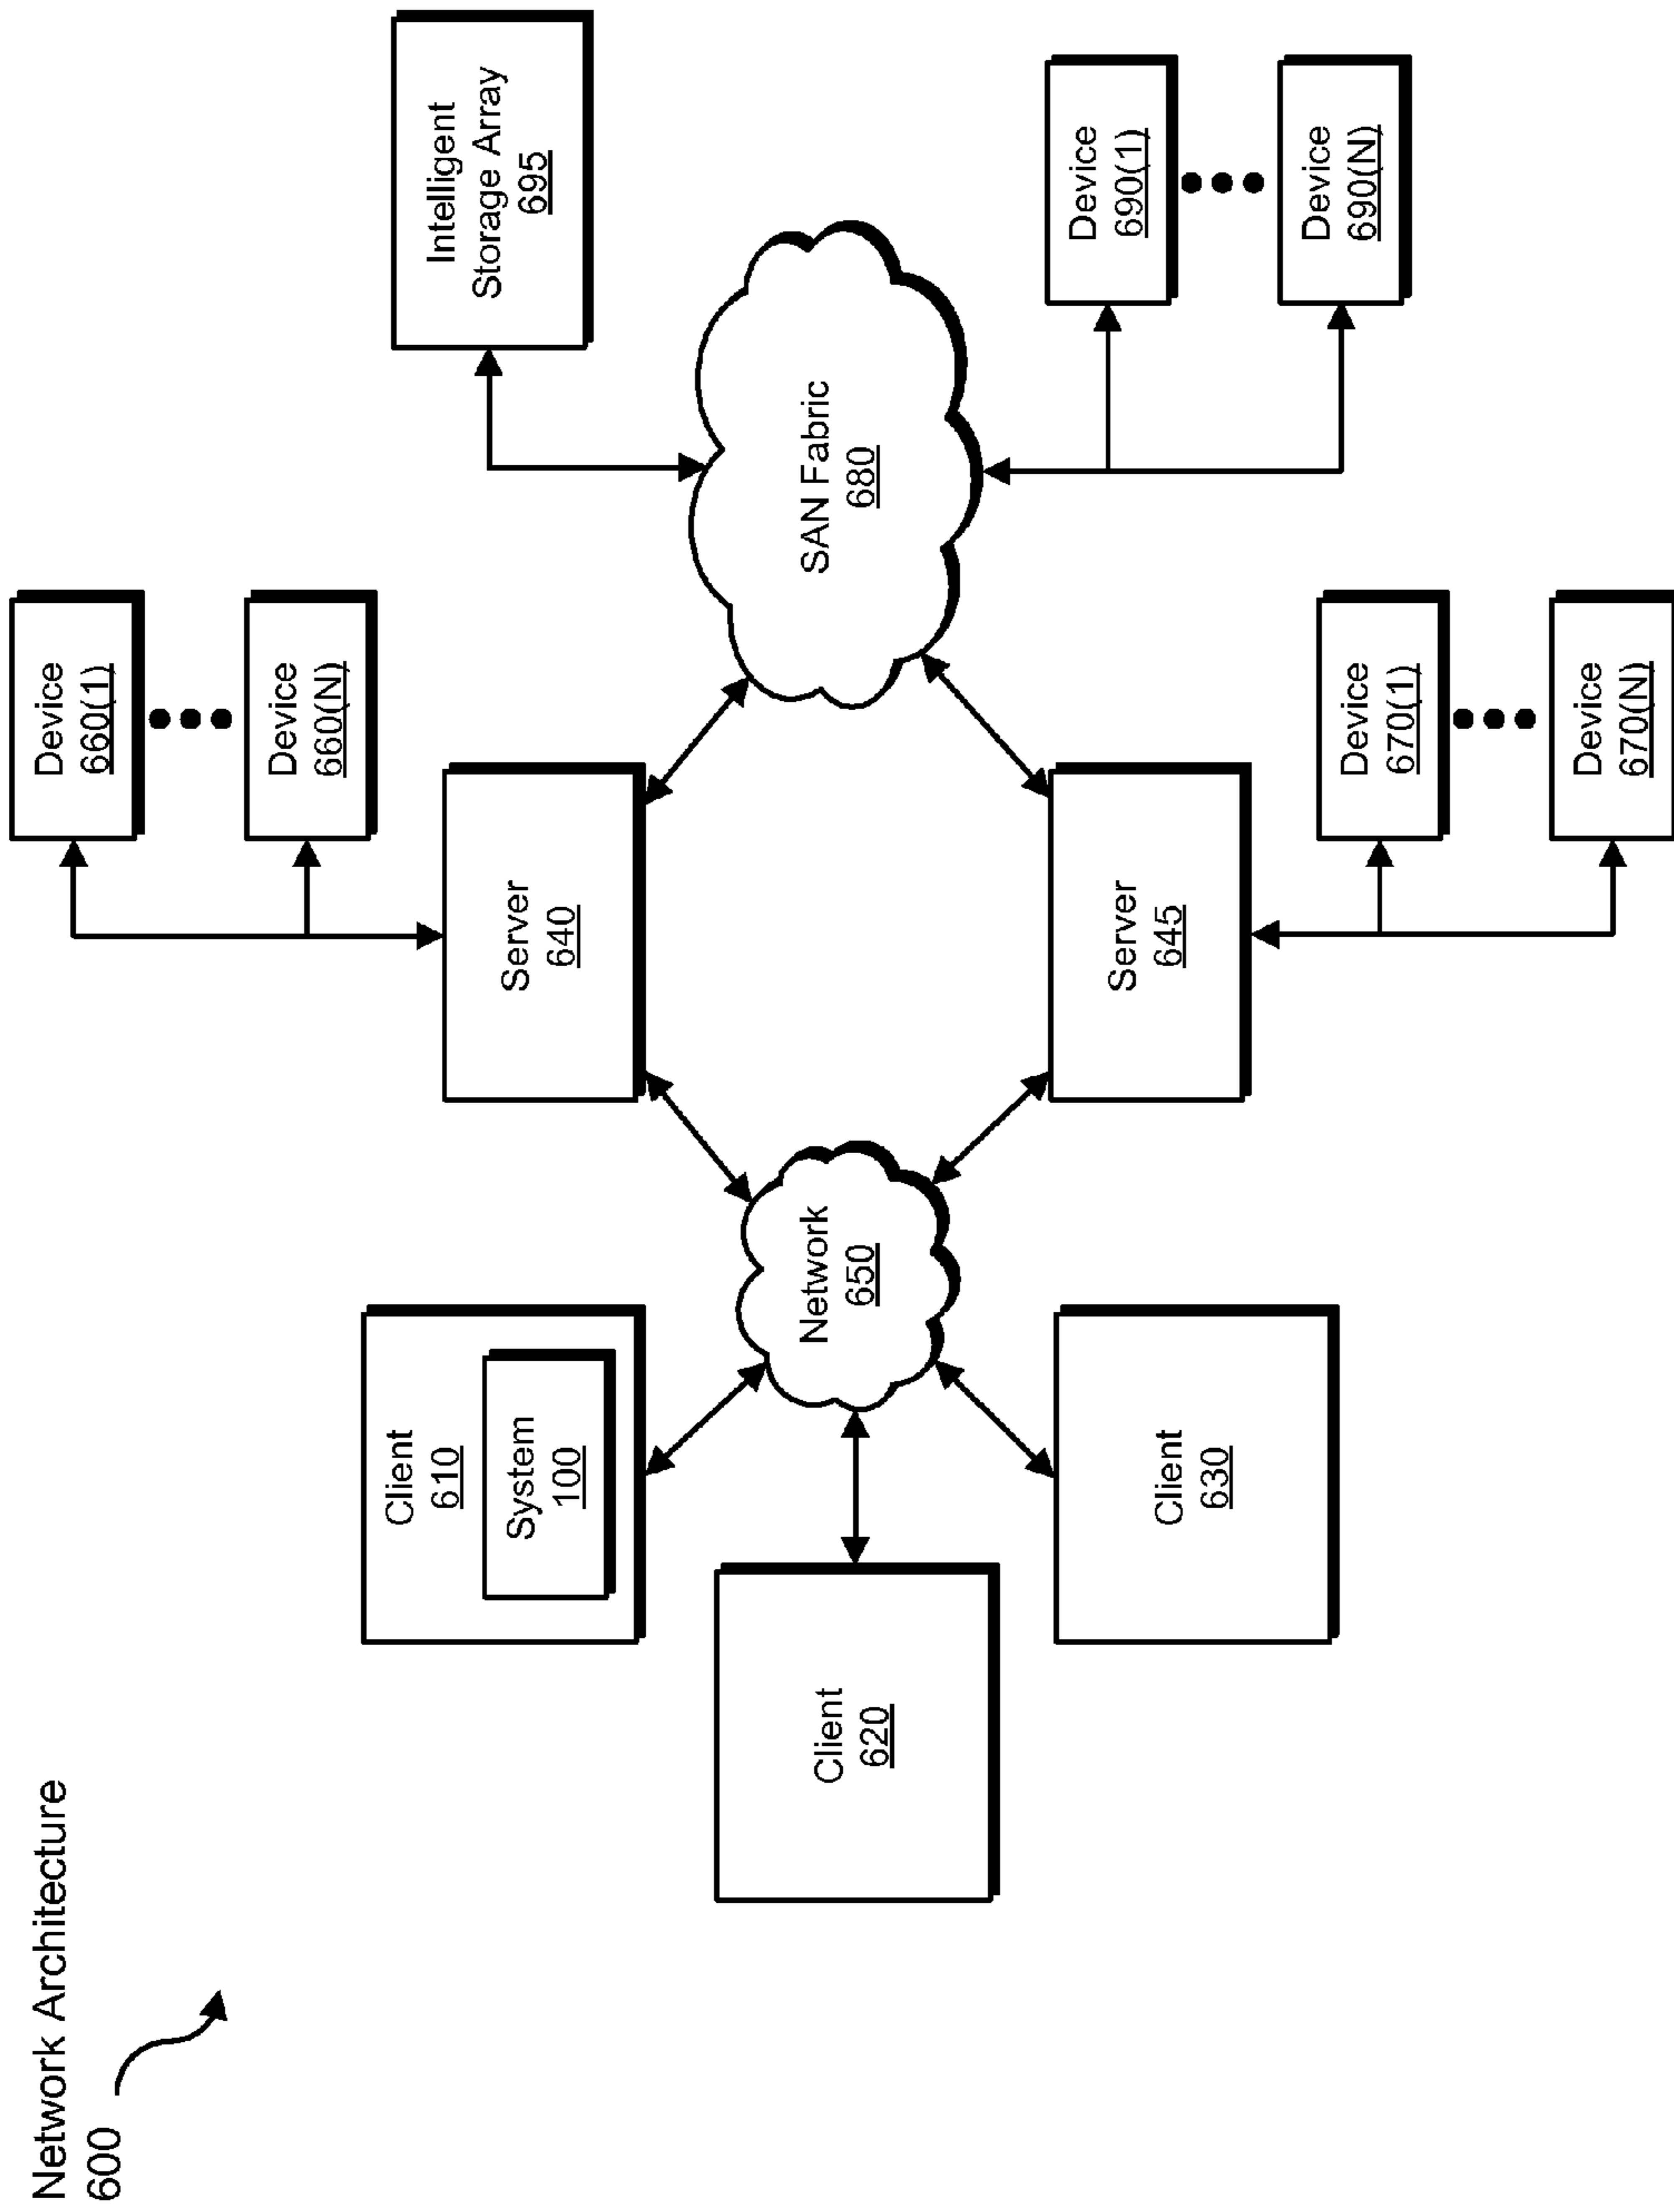 Network Architecture
600
Device
660(1)
Device
660(N)
Intelligent
Storage Array
695
Client
610
System
100
Server
640
Client
620
Network
650
SAN Fabric
680
Client
630
Server
645
Device
690(1)
Device
690(N)
Device
670(1)
Device
670(N)